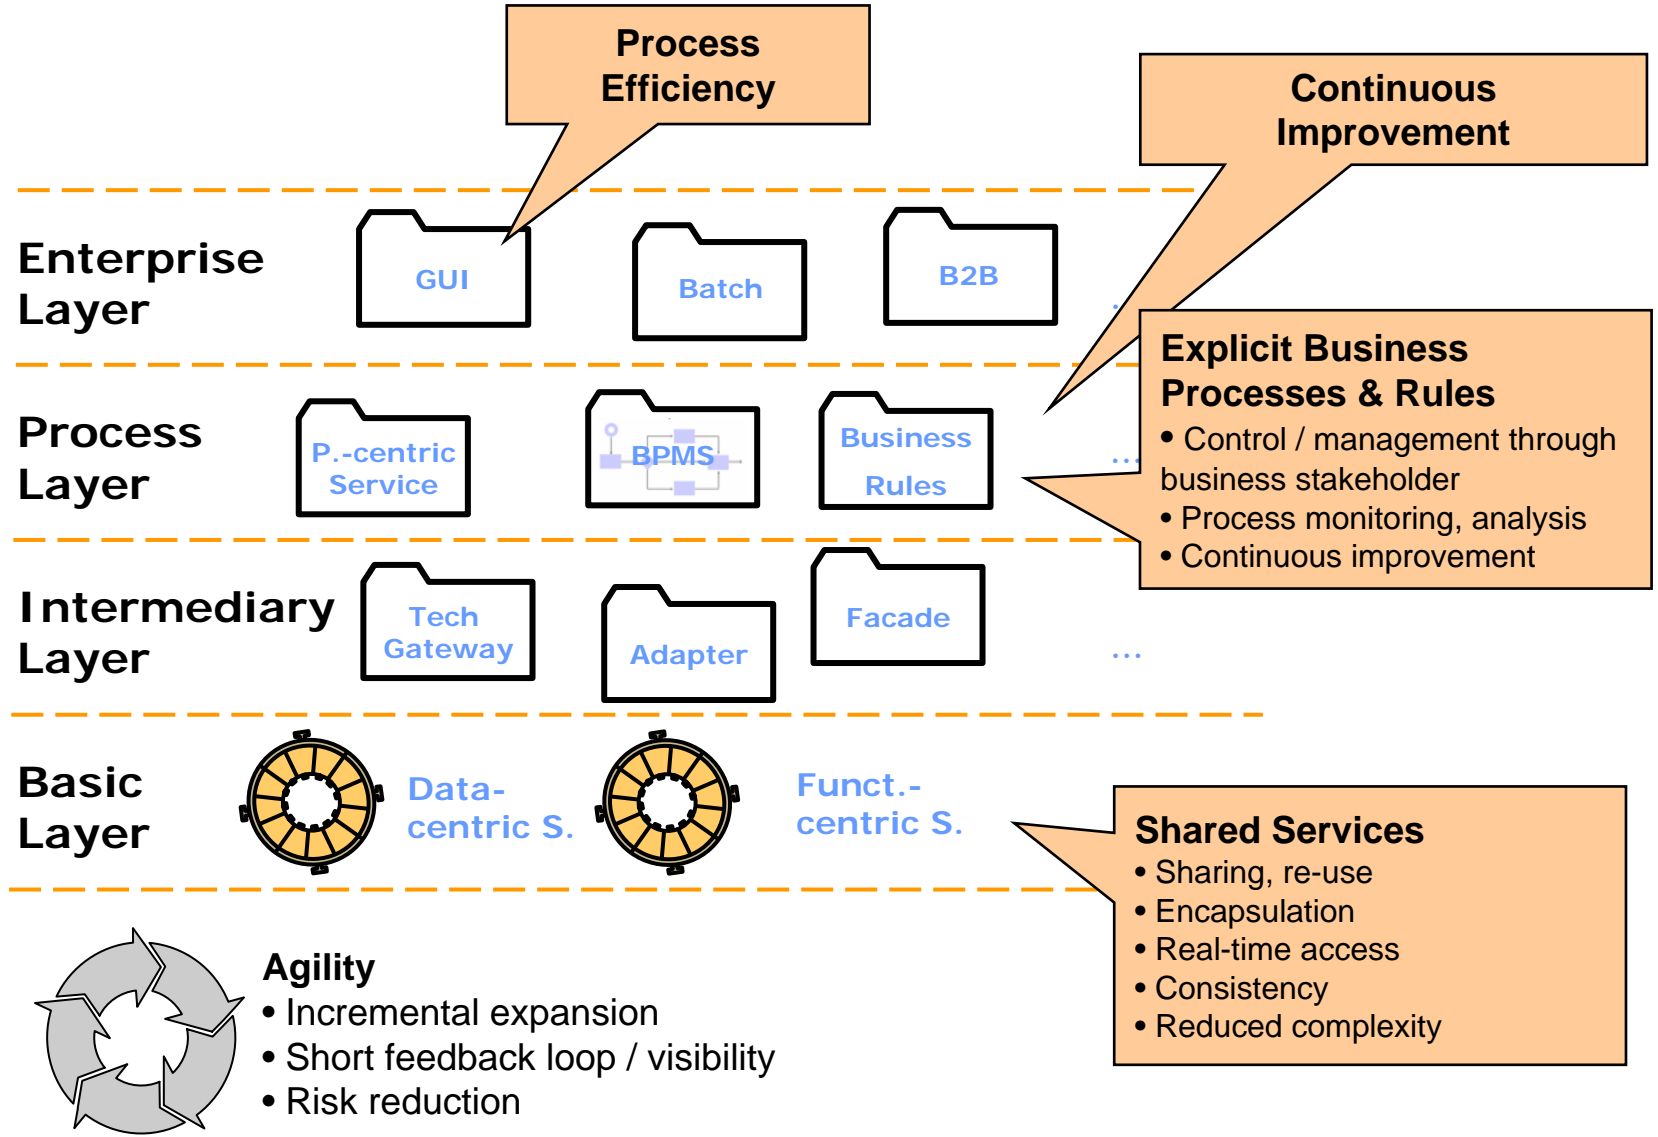 Process
Efficiency
Continuous
Improvement
Enterprise
Layer
GUI
Batch
B2B
...
Explicit Business
Processes & Rules
• Control / management through
business stakeholder
• Process monitoring, analysis
• Continuous improvement
Process
Layer
P.-centric
Service
BPMS
Business
Rules
...
Intermediary
Layer
Tech
Gateway
Adapter
Facade
...
Basic
Layer
Data-
centric S.
Funct.-
centric S.
Shared Services
• Sharing, re-use
• Encapsulation
• Real-time access
• Consistency
• Reduced complexity
Agility
• Incremental expansion
• Short feedback loop / visibility
• Risk reduction